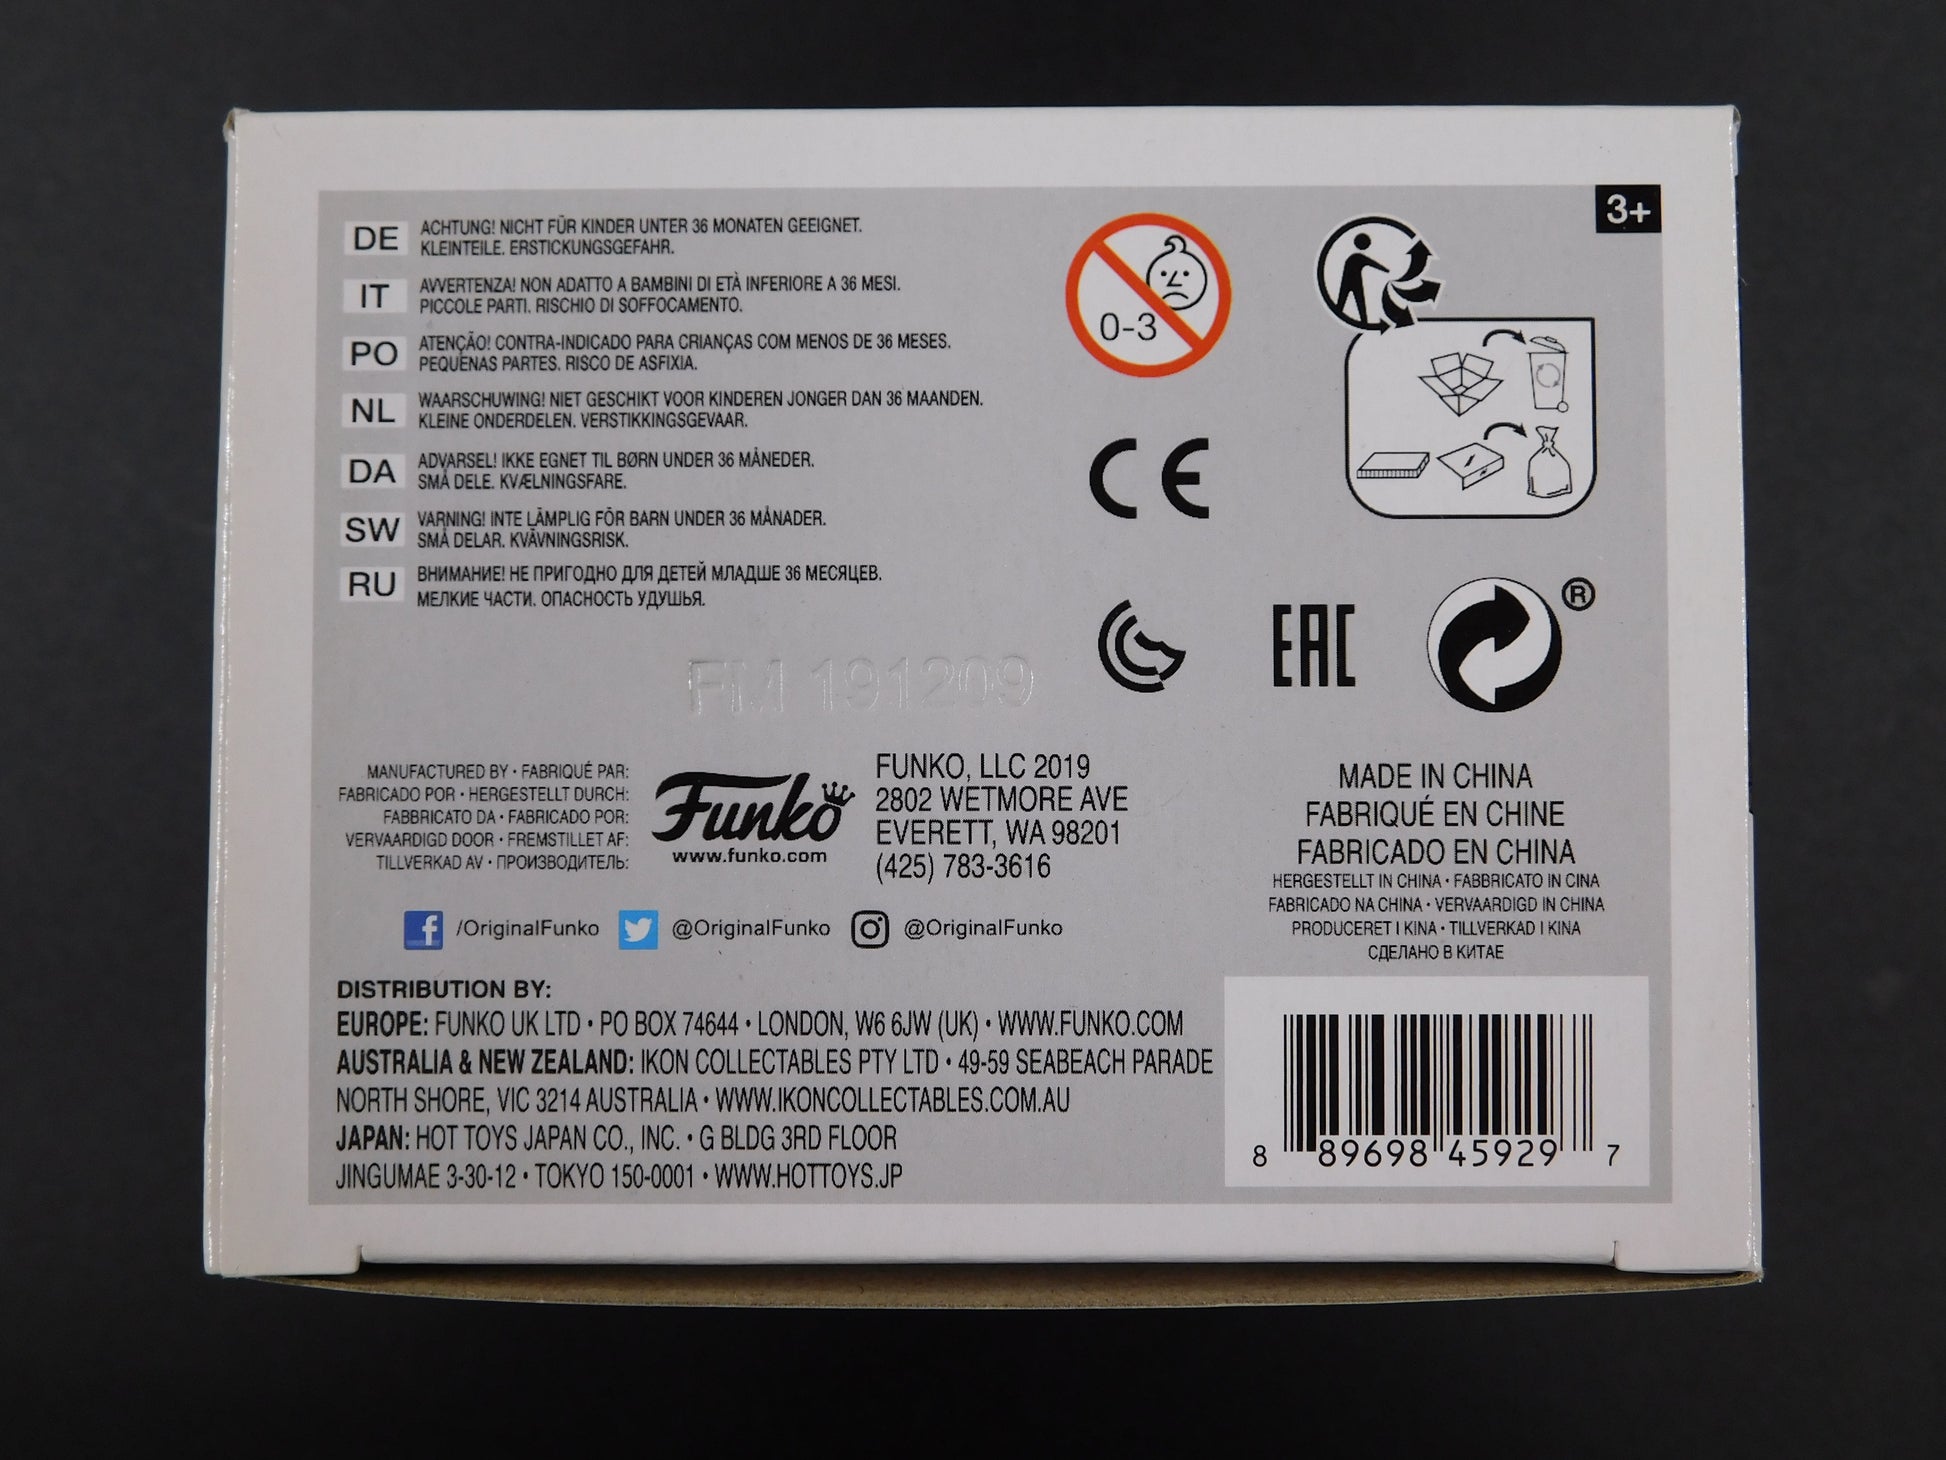 3+
DE
ACHTUNG! NICHT FÜR KINDER UNTER 36 MONATEN GEEIGNET.
KLEINTEILE. ERSTICKUNGSGEFAHR.
IT
AVVERTENZA! NON ADATTO A BAMBINI DI ETÀ INFERIORE A 36 MESI.
PICCOLE PARTI. RISCHIO DI SOFFOCAMENTO.
PO
ATENÇÃO! CONTRA-INDICADO PARA CRIANÇAS COM MENOS DE 36 MESES.
PEQUENAS PARTES. RISCO DE ASFIXIA.
NL
WAARSCHUWING! NIET GESCHIKT VOOR KINDEREN JONGER DAN 36 MAANDEN.
KLEINE ONDERDELEN. VERSTIKKINGSGEVAAR.
DA
ADVARSEL! IKKE EGNET TIL BØRN UNDER 36 MÅNEDER.
SMÅ DELE. KVÆLNINGSFARE.
SW
VARNING! INTE LÄMPLIG FÖR BARN UNDER 36 MÅNADER.
SMÅ DELAR. KVÄVNINGSRISK.
RU
ВНИМАНИЕ! НЕ ПРИГОДНО ДЛЯ ДЕТЕЙ МЛАДШЕ 36 МЕСЯЦЕВ.
МЕЛКИЕ ЧАСТИ. ОПАСНОСТЬ УДУШЬЯ.
0-3
CE
EAC
®
FM 191209
MANUFACTURED BY • FABRIQUÉ PAR:
FABRICADO POR • HERGESTELLT DURCH:
FABBRICATO DA • FABRICADO POR:
VERVAARDIGD DOOR • FREMSTILLET AF:
TILLVERKAD AV • ПРОИЗВОДИТЕЛЬ:
Funko
www.funko.com
FUNKO, LLC 2019
2802 WETMORE AVE
EVERETT, WA 98201
(425) 783-3616
MADE IN CHINA
FABRIQUÉ EN CHINE
FABRICADO EN CHINA
HERGESTELLT IN CHINA • FABBRICATO IN CINA
FABRICADO NA CHINA • VERVAARDIGD IN CHINA
PRODUCERET I KINA • TILLVERKAD I KINA
СДЕЛАНО В КИТАЕ
/OriginalFunko @OriginalFunko @OriginalFunko
DISTRIBUTION BY:
EUROPE: FUNKO UK LTD • PO BOX 74644 • LONDON, W6 6JW (UK) • WWW.FUNKO.COM
AUSTRALIA & NEW ZEALAND: IKON COLLECTABLES PTY LTD • 49-59 SEABEACH PARADE
NORTH SHORE, VIC 3214 AUSTRALIA • WWW.IKONCOLLECTABLES.COM.AU
JAPAN: HOT TOYS JAPAN CO., INC. • G BLDG 3RD FLOOR
JINGUMAE 3-30-12 • TOKYO 150-0001 • WWW.HOTTOYS.JP
8 89698 45929 7